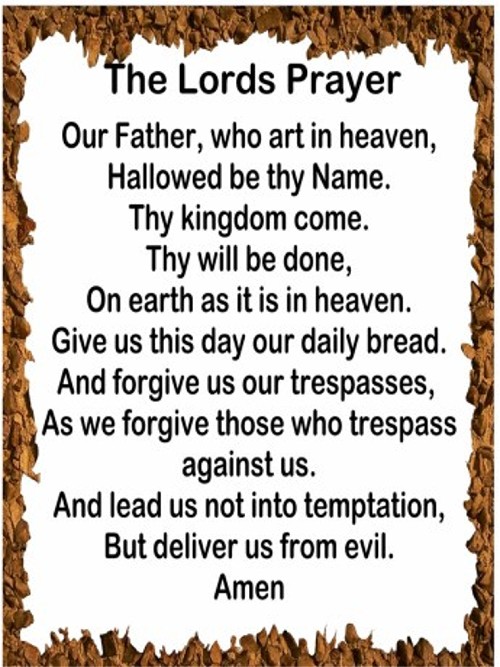 The Lords Prayer
Our Father, who art in heaven,
Hallowed be thy Name.
Thy kingdom come.
Thy will be done,
On earth as it is in heaven.
Give us this day our daily bread.
And forgive us our trespasses,
As we forgive those who trespass
against us.
And lead us not into temptation,
But deliver us from evil.
Amen